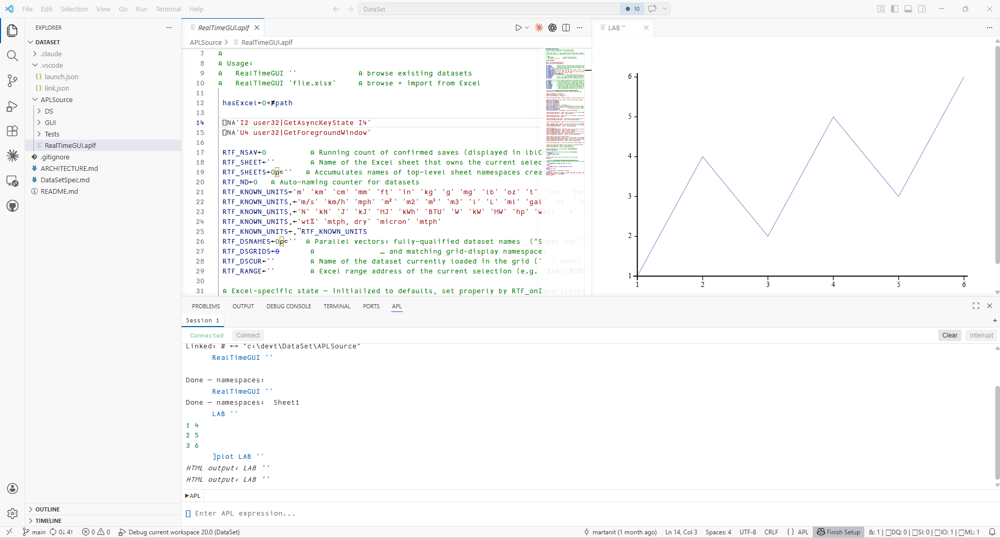 File Edit Selection View Go Run Terminal Help
DataSet
10
EXPLORER
DATASET
.claude
.vscode
launch.json
link.json
APLSource
DS
GUI
Tests
RealTimeGUI.aplf
.gitignore
ARCHITECTURE.md
DataSetSpec.md
README.md
OUTLINE
TIMELINE
RealTimeGUI.aplf
APLSource > RealTimeGUI.aplf
7 ⍝
8 ⍝ Usage:
9 ⍝   RealTimeGUI ''              ⍝ browse existing datasets
10 ⍝   RealTimeGUI 'file.xlsx'     ⍝ browse + import from Excel
11
12 hasExcel←0<≢path
13
14 ⎕NA'I2 user32|GetAsyncKeyState I4'
15 ⎕NA'U4 user32|GetForegroundWindow'
16
17 RTF_NSAV←0          ⍝ Running count of confirmed saves (displayed in lblC
18 RTF_SHEET←''        ⍝ Name of the Excel sheet that owns the current selec
19 RTF_SHEETS←0⍴⊂''   ⍝ Accumulates names of top-level sheet namespaces crea
20 RTF_ND←0   ⍝ Auto-naming counter for datasets
21 RTF_KNOWN_UNITS←'m' 'km' 'cm' 'mm' 'ft' 'in' 'kg' 'g' 'mg' 'lb' 'oz' 't' 'ton' 'tor
22 RTF_KNOWN_UNITS,←'m/s' 'km/h' 'mph' 'm²' 'm2' 'm³' 'm3' 'l' 'L' 'ml' 'gal' 'ha' '°C
23 RTF_KNOWN_UNITS,←'N' 'kN' 'J' 'kJ' 'MJ' 'kWh' 'BTU' 'W' 'kW' 'MW' 'hp' 'watt' 'V' '
24 RTF_KNOWN_UNITS,←'wt%' 'mtph, dry' 'micron' 'mtph'
25 RTF_KNOWN_UNITS←,¨RTF_KNOWN_UNITS
26 RTF_DSNAMES←0⍴⊂''  ⍝ Parallel vectors: fully-qualified dataset names  ("Sheet.Var")
27 RTF_DSGRIDS←⍬       ⍝               … and matching grid-display namespaces
28 RTF_DSCUR←''        ⍝ Name of the dataset currently loaded in the grid ('' = none)
29 RTF_RANGE←''        ⍝ Excel range address of the current selection (e.g. '$A$1:$D$5
30
31 ⍝ Excel-specific state — initialized to defaults, set properly by RTF_onImportExcel
LAB ''
6
5
4
3
2
1
1 2 3 4 5 6
PROBLEMS OUTPUT DEBUG CONSOLE TERMINAL PORTS APL
Session 1
Connected Connect Clear Interrupt
Linked: # ←→ "c:\devt\DataSet\APLSource"
      RealTimeGUI ''
Done — namespaces:
      RealTimeGUI ''
Done — namespaces:  Sheet1
      LAB ''
1 4
2 5
3 6
      ]plot LAB ''
HTML output: LAB ''
HTML output: LAB ''
▶APL
Enter APL expression...
main 0↓ 4↑ 0 0 Debug current workspace 20.0 (DataSet) martanit (1 month ago) Ln 14, Col 3 Spaces: 4 UTF-8 CRLF { } APL Finish Setup &: 1 | ⎕DQ: 0 | ⎕SI: 0 | ⎕IO: 1 | ⎕ML: 1